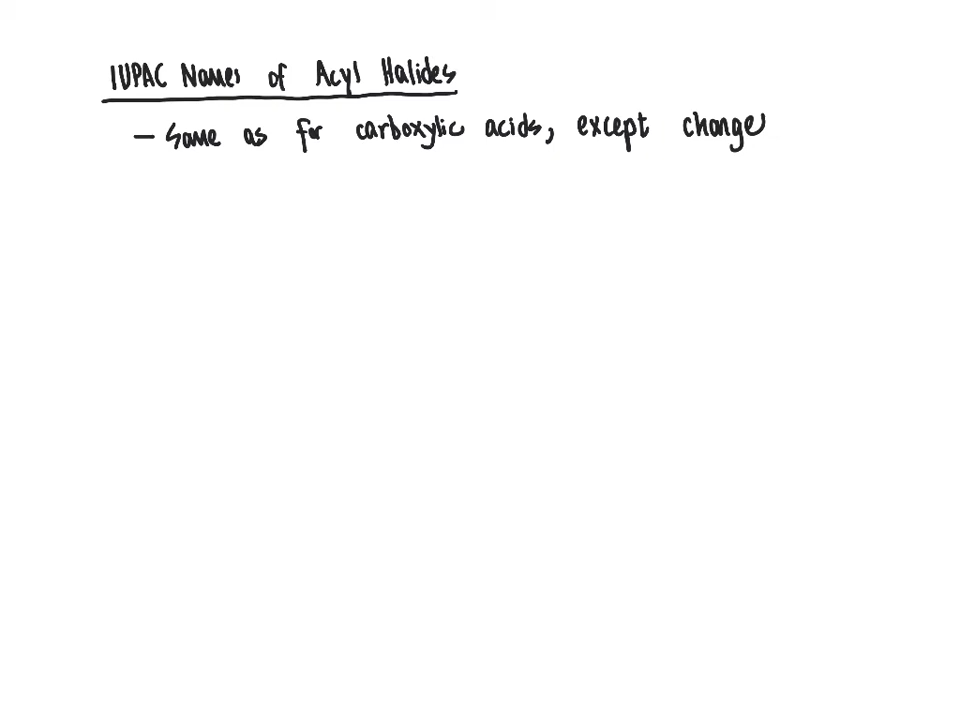 IUPAC Names of Acyl Halides
- Same as for carboxylic acids, except change